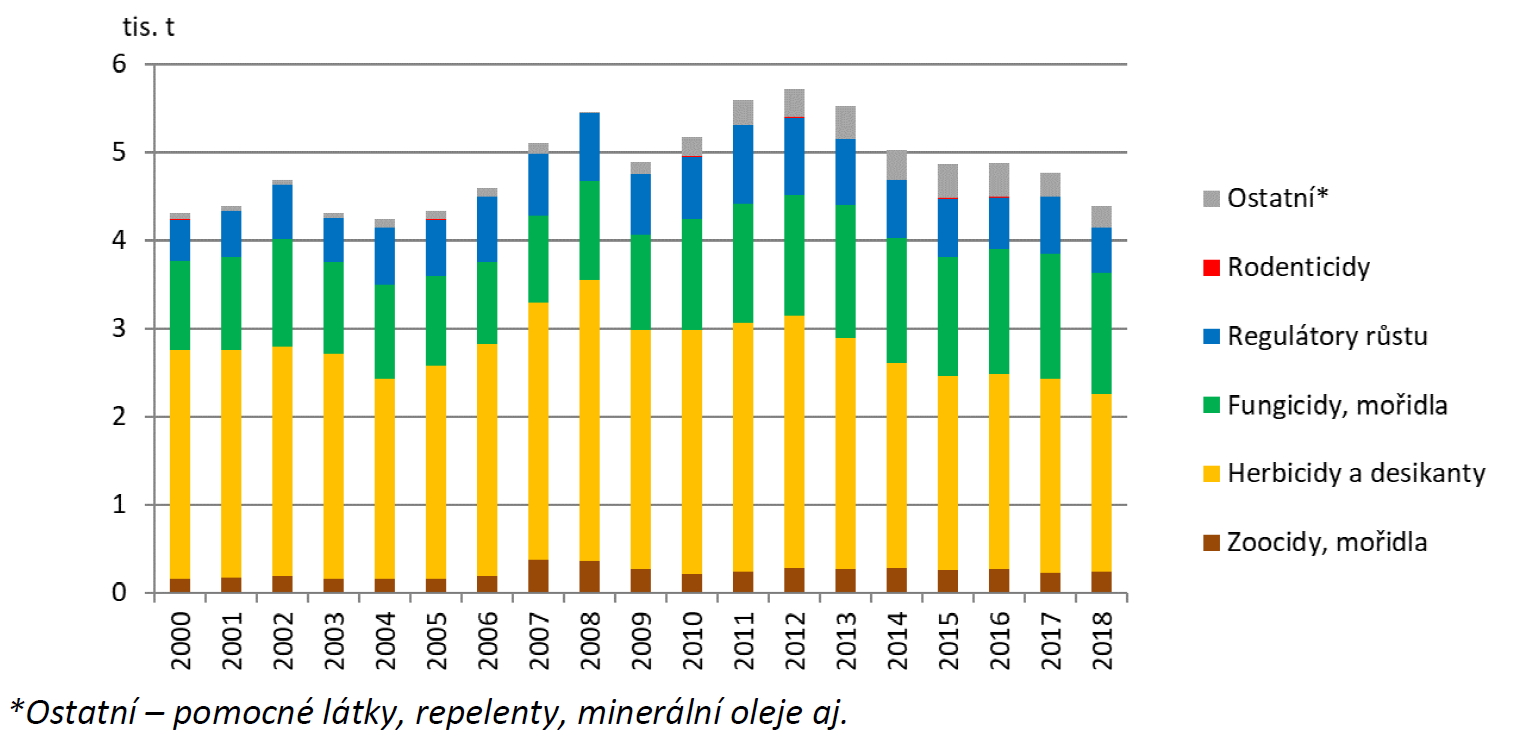 tis. t
6
5
4
3
2
1
0
2000 2001 2002 2003 2004 2005 2006 2007 2008 2009 2010 2011 2012 2013 2014 2015 2016 2017 2018
Ostatní*
Rodenticidy
Regulátory růstu
Fungicidy, mořidla
Herbicidy a desikanty
Zoocidy, mořidla
*Ostatní – pomocné látky, repelenty, minerální oleje aj.